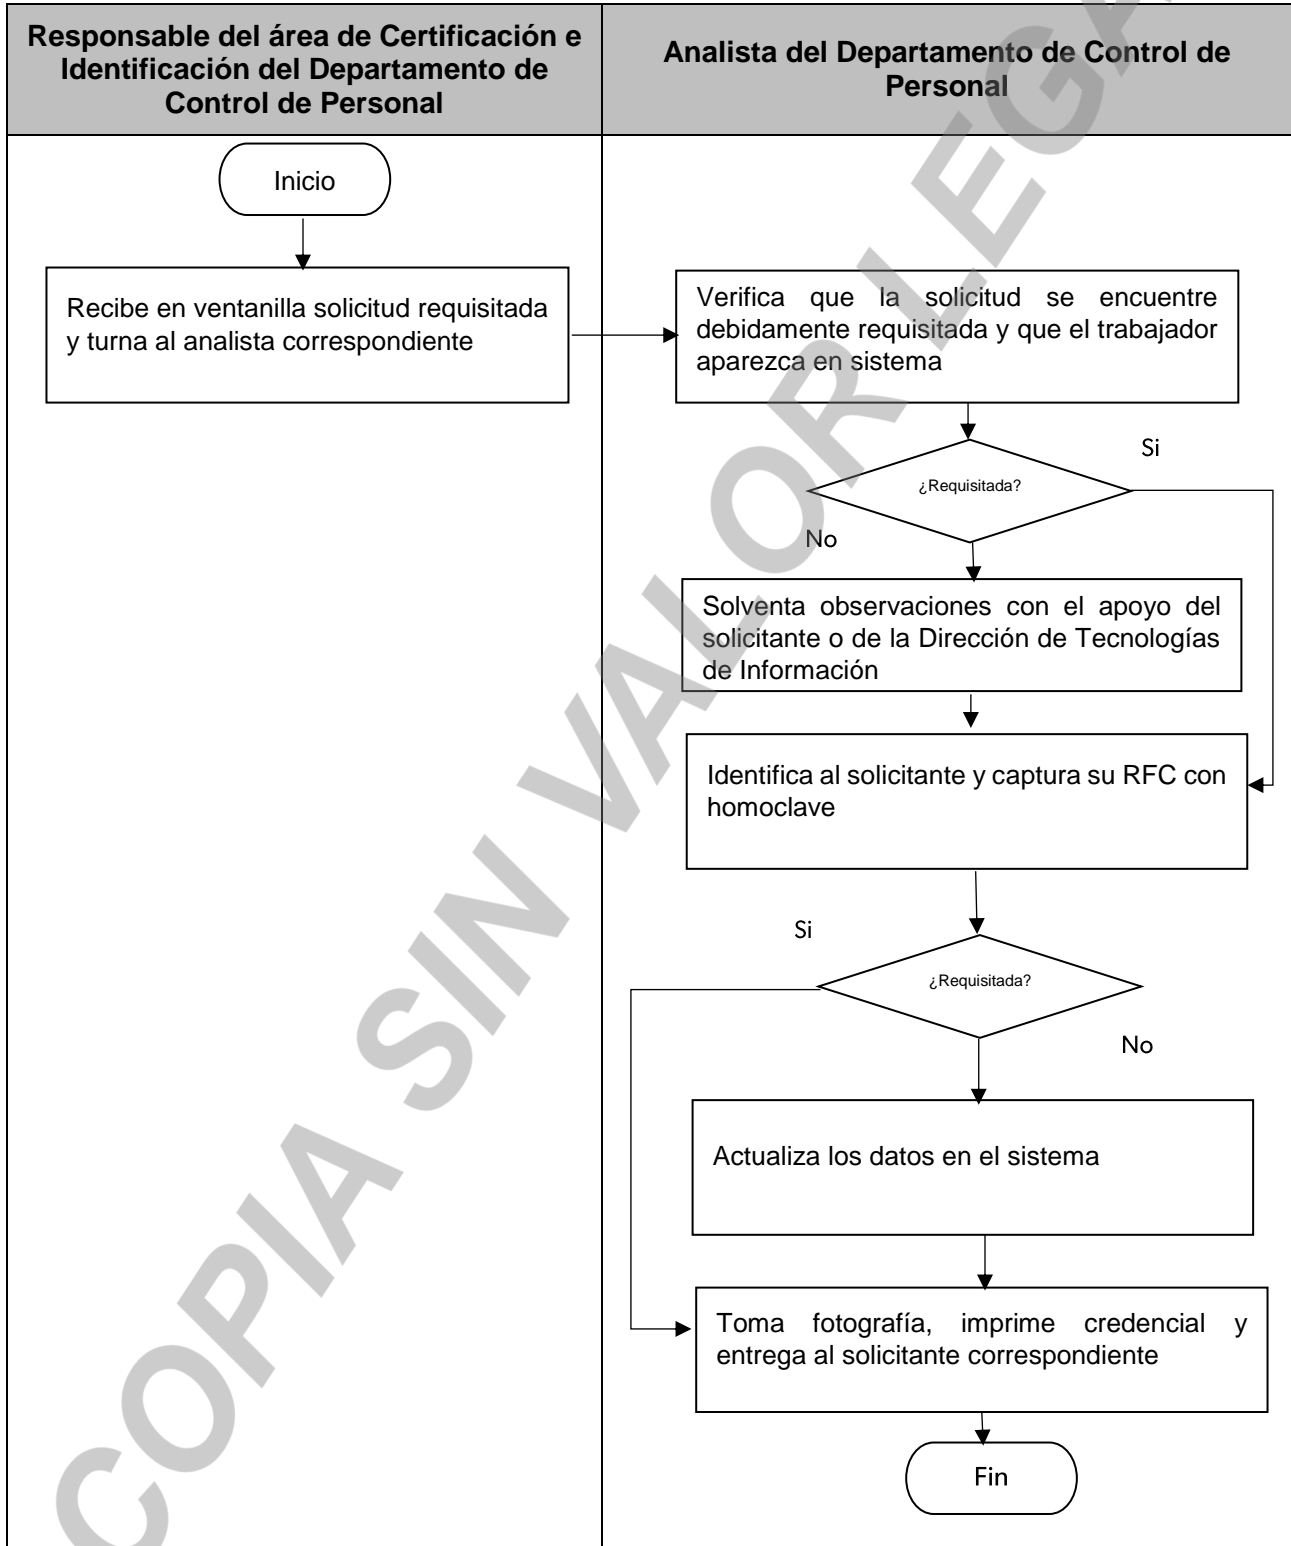 Responsable del área de Certificación e
Identificación del Departamento de
Control de Personal
Analista del Departamento de Control de
Personal
Inicio
Recibe en ventanilla solicitud requisitada
y turna al analista correspondiente
Verifica que la solicitud se encuentre
debidamente requisitada y que el trabajador
aparezca en sistema
Si
¿Requisitada?
No
Solventa observaciones con el apoyo del
solicitante o de la Dirección de Tecnologías
de Información
Identifica al solicitante y captura su RFC con
homoclave
Si
¿Requisitada?
No
Actualiza los datos en el sistema
Toma fotografía, imprime credencial y
entrega al solicitante correspondiente
Fin
COPIA SIN VALOR LEGA